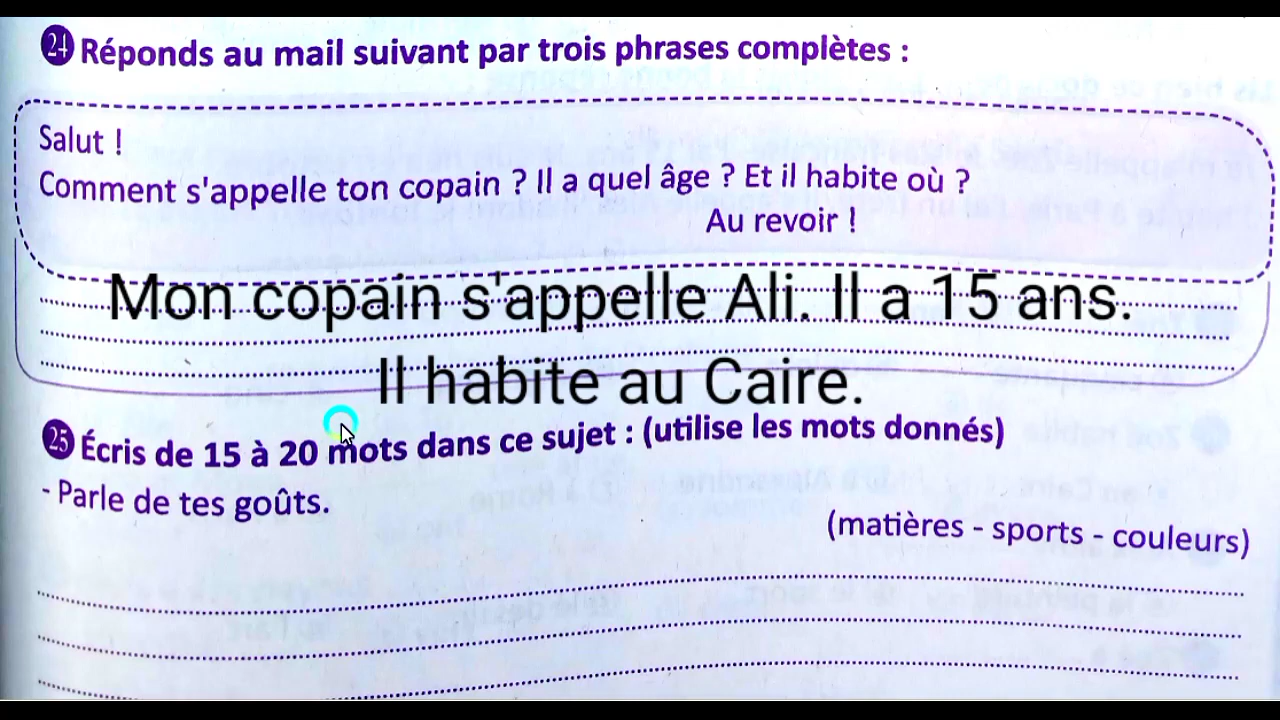 24 Réponds au mail suivant par trois phrases complètes :
Salut !
Comment s'appelle ton copain ? Il a quel âge ? Et il habite où ?
Au revoir !
Mon copain s'appelle Ali. Il a 15 ans.
Il habite au Caire.
25 Écris de 15 à 20 mots dans ce sujet : (utilise les mots donnés)
- Parle de tes goûts.
(matières - sports - couleurs)